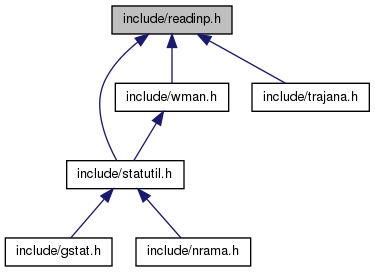 include/readinp.h
include/wman.h
include/trajana.h
include/statutil.h
include/gstat.h
include/nrama.h